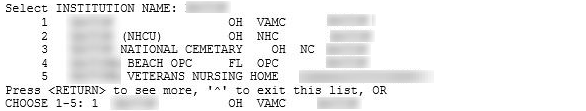 Select INSTITUTION NAME:
1 OH VAMC
2 (NHCU) OH NHC
3 NATIONAL CEMETARY OH NC
4 BEACH OPC FL OPC
5 VETERANS NURSING HOME
Press <RETURN> to see more, '^' to exit this list, OR
CHOOSE 1-5: 1 OH VAMC